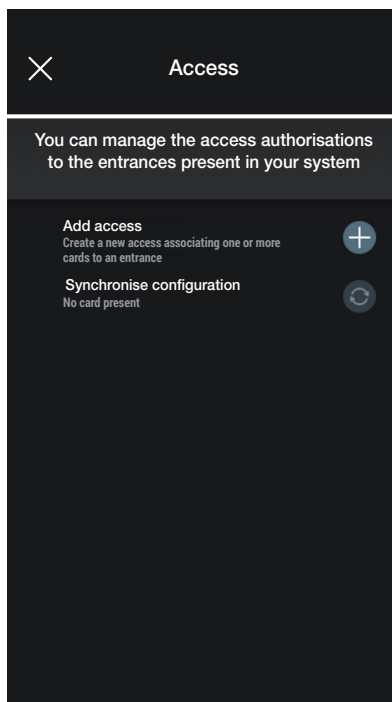 Access
You can manage the access authorisations
to the entrances present in your system
Add access
Create a new access associating one or more
cards to an entrance
Synchronise configuration
No card present